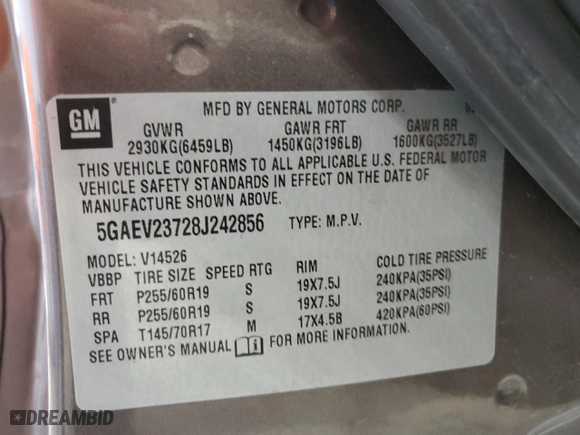 GM
MFD BY GENERAL MOTORS CORP.
GVWR GAWR FRT GAWR RR
2930KG(6459LB) 1450KG(3196LB) 1600KG(3527LB)
THIS VEHICLE CONFORMS TO ALL APPLICABLE U.S. FEDERAL MOTOR
VEHICLE SAFETY STANDARDS IN EFFECT ON THE DATE OF
MANUFACTURE SHOWN ABOVE.
5GAEV23728J242856 TYPE: M.P.V.
MODEL: V14526
VBBP TIRE SIZE SPEED RTG RIM COLD TIRE PRESSURE
FRT P255/60R19 S 19X7.5J 240KPA(35PSI)
RR P255/60R19 S 19X7.5J 240KPA(35PSI)
SPA T145/70R17 M 17X4.5B 420KPA(60PSI)
SEE OWNER'S MANUAL FOR MORE INFORMATION.
DREAMBID